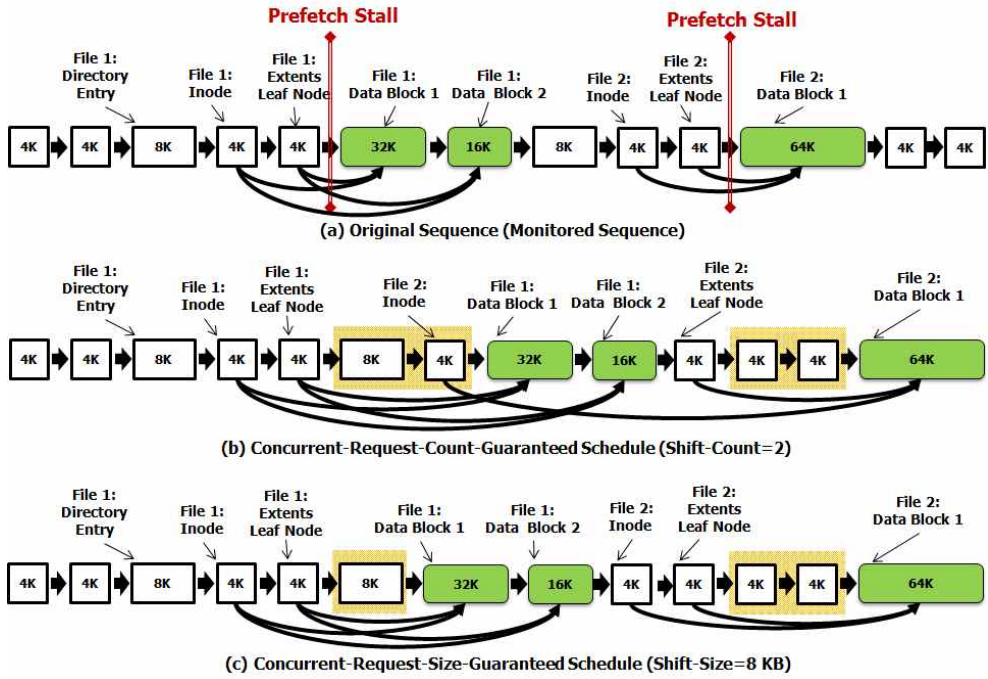 Prefetch Stall
Prefetch Stall
File 1:
Directory
Entry
File 1:
Inode
File 1:
Extents
Leaf Node
File 1:
Data Block 1
File 1:
Data Block 2
File 2:
Inode
File 2:
Extents
Leaf Node
File 2:
Data Block 1
4K
4K
8K
4K
4K
32K
16K
8K
4K
4K
64K
4K
4K
(a) Original Sequence (Monitored Sequence)
File 1:
Directory
Entry
File 1:
Inode
File 1:
Extents
Leaf Node
File 2:
Inode
File 1:
Data Block 1
File 1:
Data Block 2
File 2:
Extents
Leaf Node
File 2:
Data Block 1
4K
4K
8K
4K
4K
8K
4K
32K
16K
4K
4K
4K
64K
(b) Concurrent-Request-Count-Guaranteed Schedule (Shift-Count=2)
File 1:
Directory
Entry
File 1:
Inode
File 1:
Extents
Leaf Node
File 1:
Data Block 1
File 1:
Data Block 2
File 2:
Inode
File 2:
Extents
Leaf Node
File 2:
Data Block 1
4K
4K
8K
4K
4K
8K
32K
16K
4K
4K
4K
4K
64K
(c) Concurrent-Request-Size-Guaranteed Schedule (Shift-Size=8 KB)